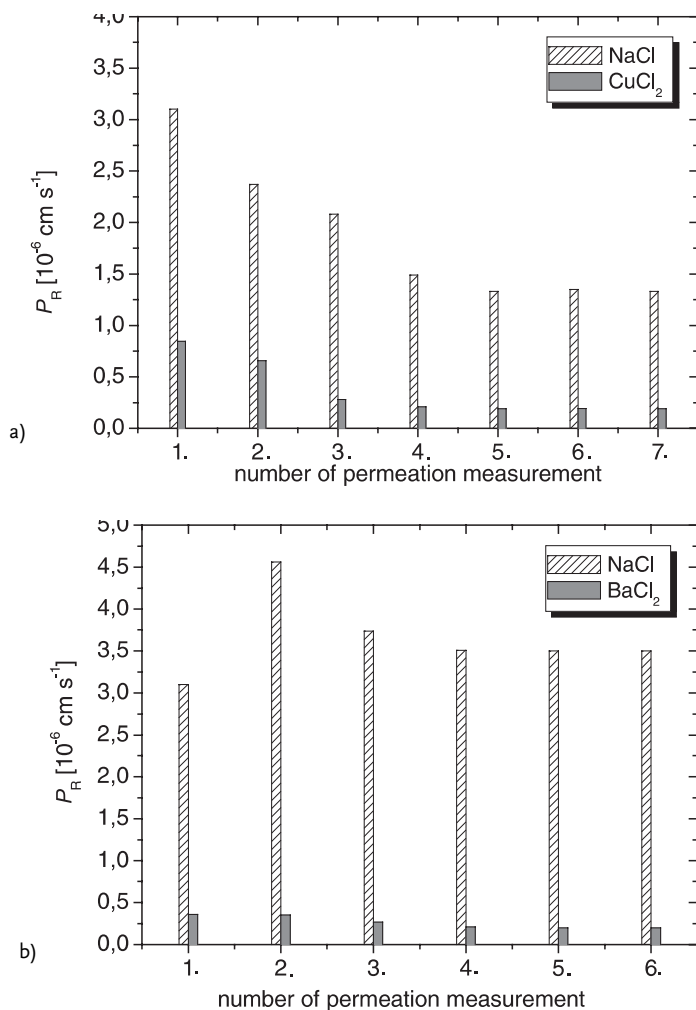 4,0
3,5
3,0
2,5
2,0
1,5
1,0
0,5
0,0
P_R [10⁻⁶ cm s⁻¹]
NaCl
CuCl₂
1. 2. 3. 4. 5. 6. 7.
number of permeation measurement
a)
5,0
4,5
4,0
3,5
3,0
2,5
2,0
1,5
1,0
0,5
0,0
P_R [10⁻⁶ cm s⁻¹]
NaCl
BaCl₂
1. 2. 3. 4. 5. 6.
number of permeation measurement
b)